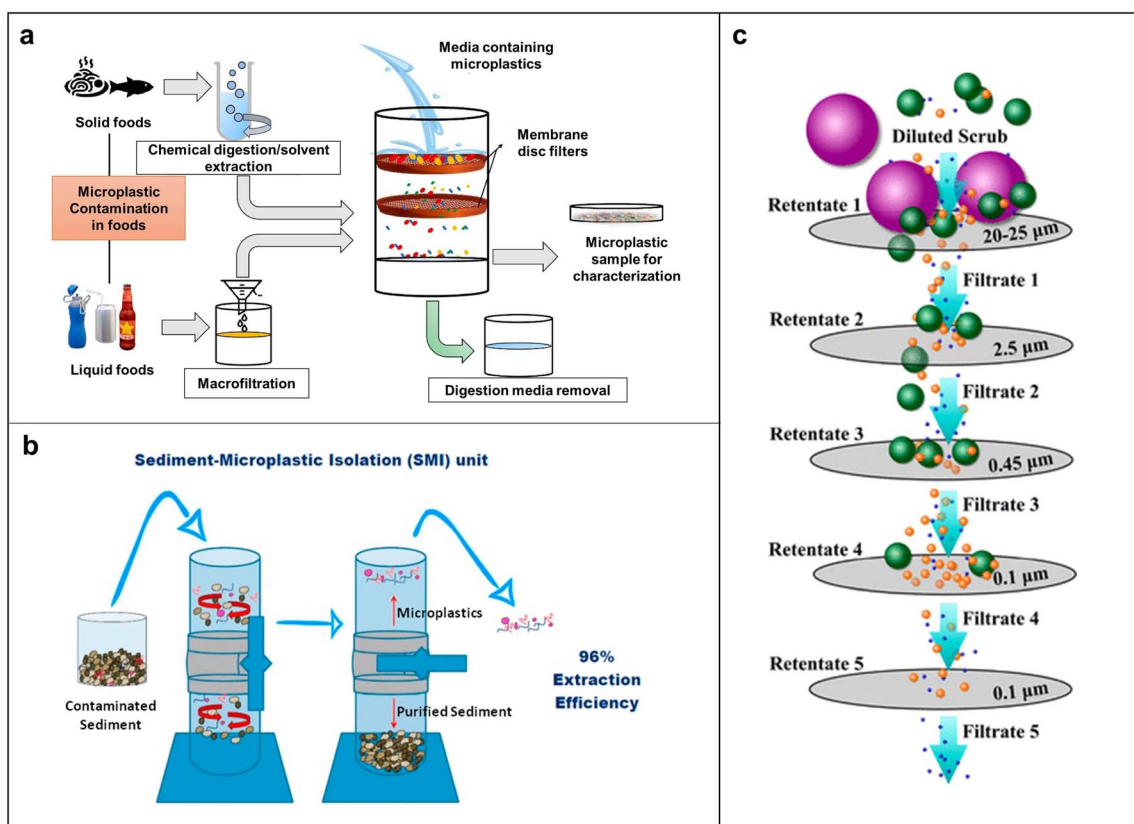 a
Solid foods
Chemical digestion/solvent
extraction
Microplastic
Contamination
in foods
Liquid foods
Macrofiltration
Media containing
microplastics
Membrane
disc filters
Microplastic
sample for
characterization
Digestion media removal
b
Sediment-Microplastic Isolation (SMI) unit
Contaminated
Sediment
Microplastics
Purified Sediment
96%
Extraction
Efficiency
c
Diluted Scrub
Retentate 1
20-25 μm
Filtrate 1
Retentate 2
2.5 μm
Filtrate 2
Retentate 3
0.45 μm
Filtrate 3
Retentate 4
0.1 μm
Filtrate 4
Retentate 5
0.1 μm
Filtrate 5